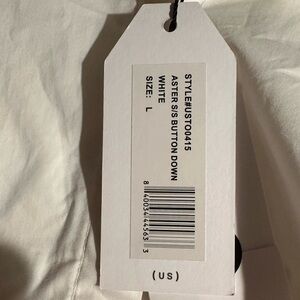 STYLE#USTO0415
ASTER S/S BUTTON DOWN
WHITE
SIZE: L
8 40034 44563 3
(US)